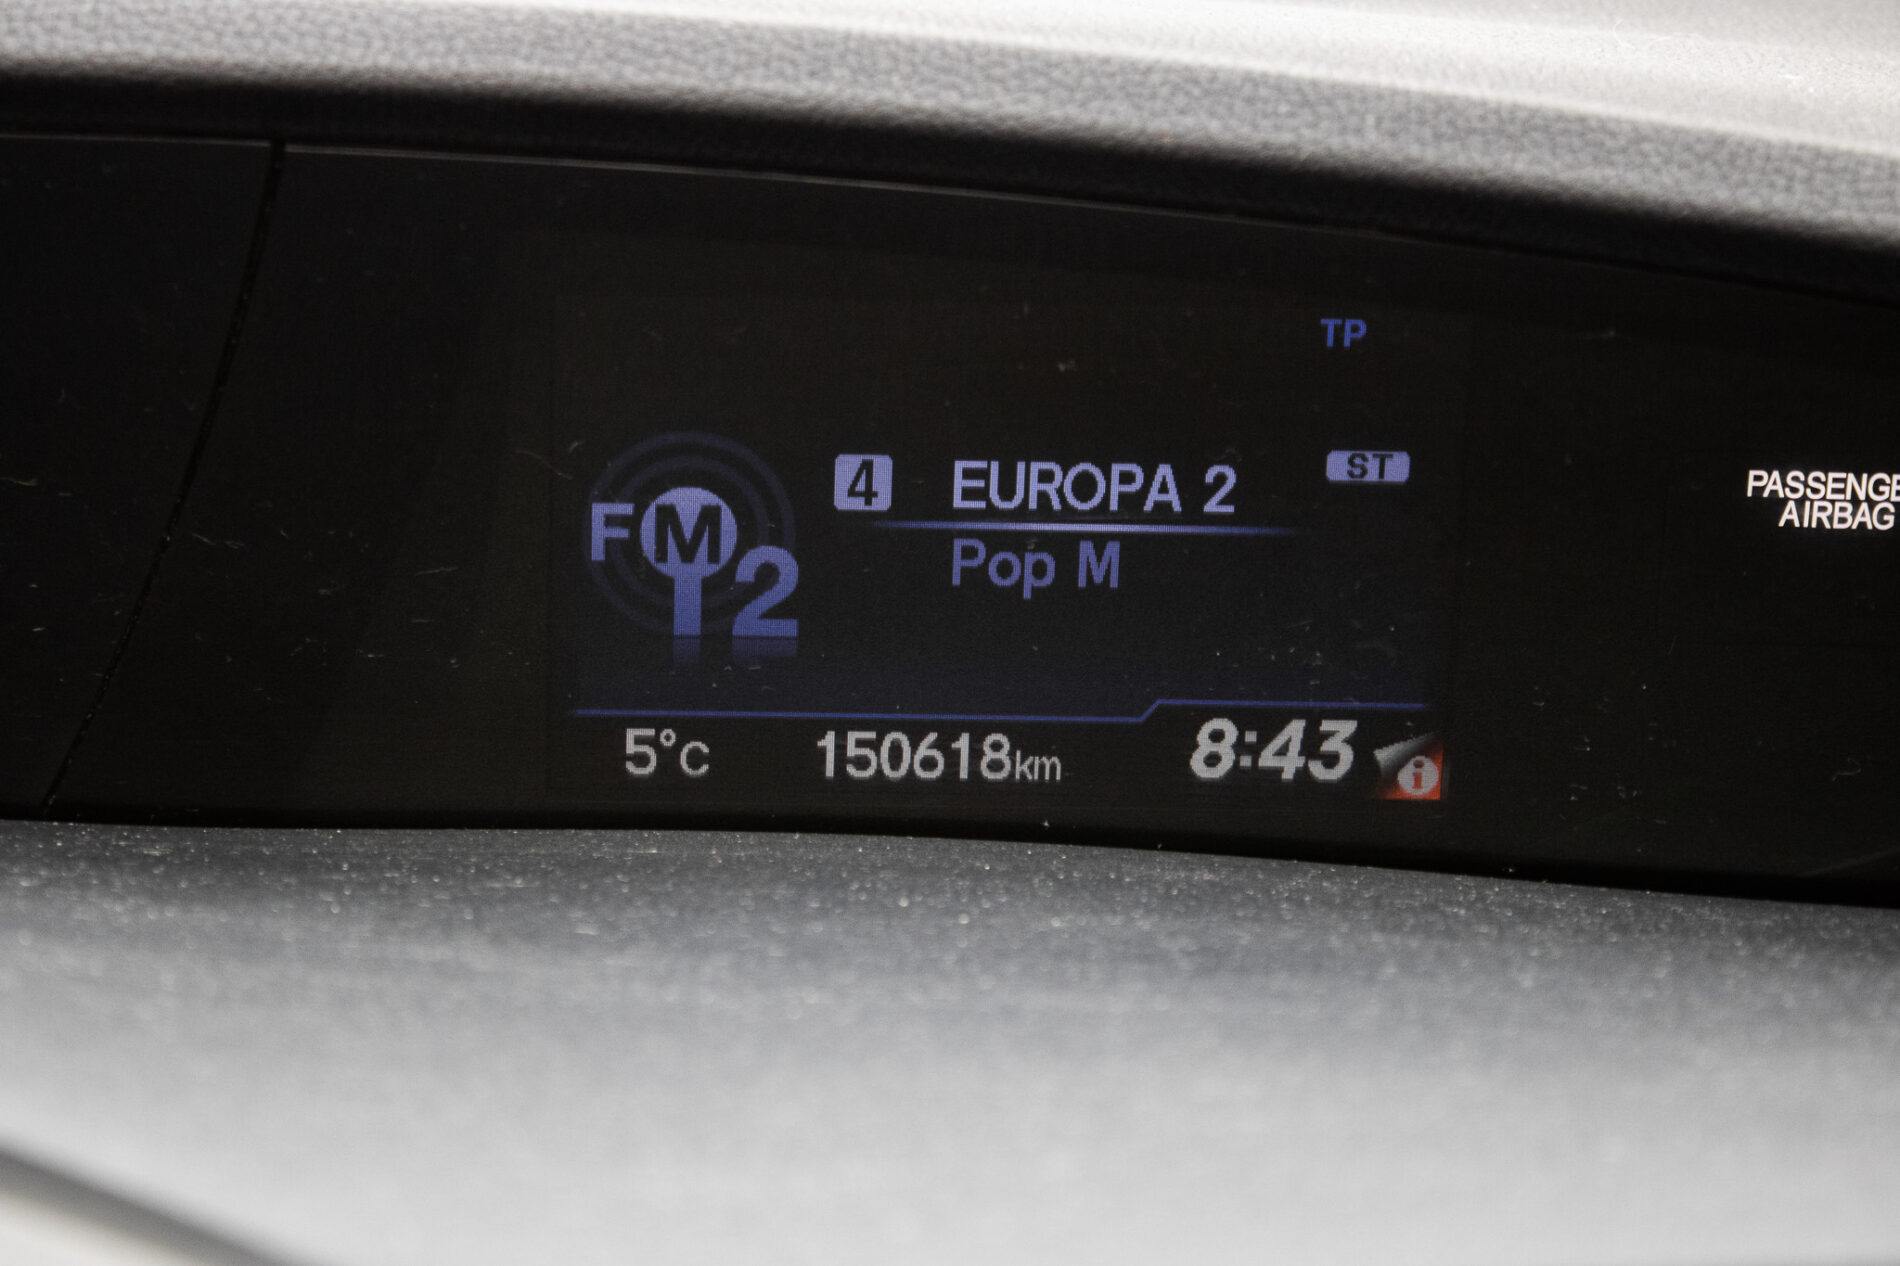 TP
4 EUROPA 2 ST
FM 2
Pop M
5°C 150618km 8:43 i
PASSENGE
AIRBAG